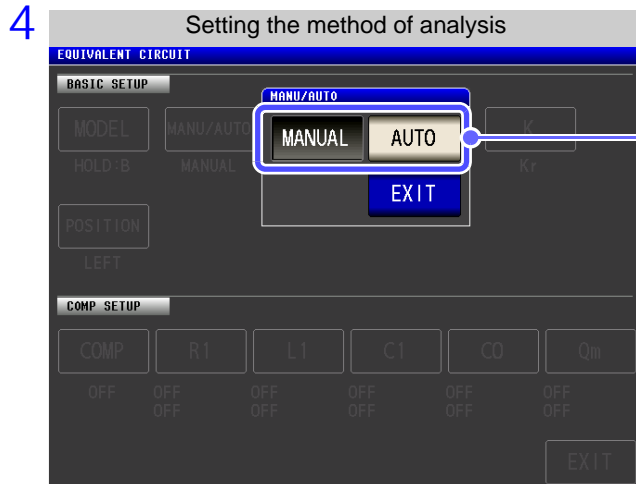 4
Setting the method of analysis
EQUIVALENT CIRCUIT
BASIC SETUP
MANU/AUTO
MODEL MANU/AUTO MANUAL AUTO K
HOLD:B MANUAL Kr
EXIT
POSITION
LEFT
COMP SETUP
COMP R1 L1 C1 C0 Qm
OFF OFF OFF OFF OFF OFF
OFF OFF OFF OFF OFF
EXIT